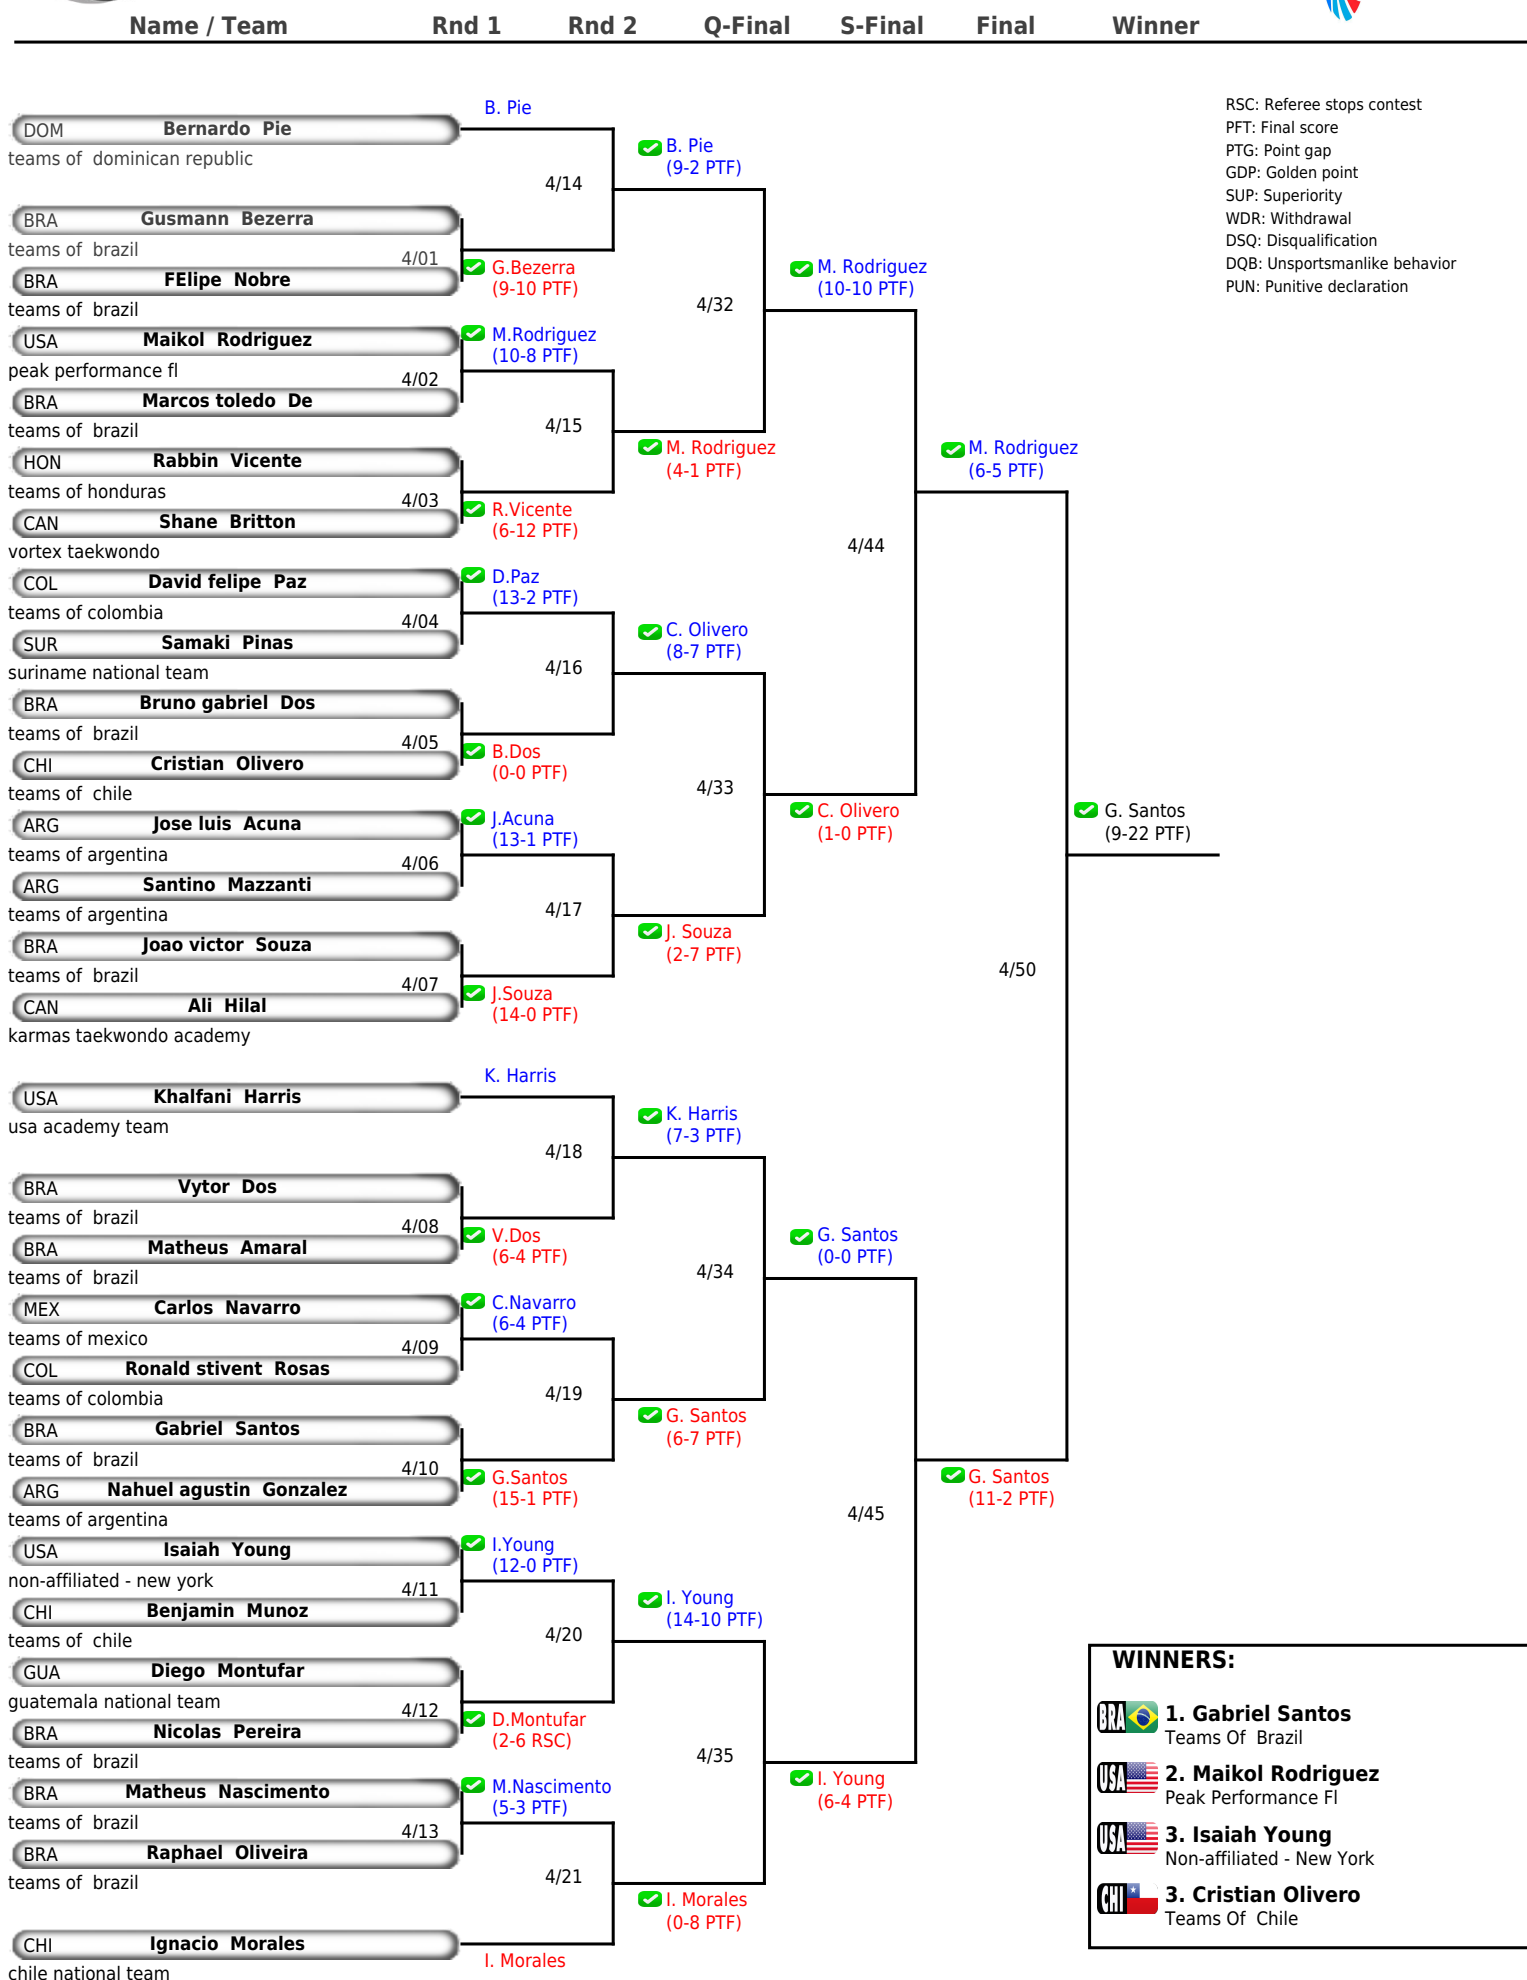 Name / Team Rnd 1 Rnd 2 Q-Final S-Final Final Winner
RSC: Referee stops contest
PFT: Final score
PTG: Point gap
GDP: Golden point
SUP: Superiority
WDR: Withdrawal
DSQ: Disqualification
DQB: Unsportsmanlike behavior
PUN: Punitive declaration
DOM Bernardo Pie
teams of dominican republic
BRA Gusmann Bezerra
teams of brazil
4/01
BRA FElipe Nobre
teams of brazil
USA Maikol Rodriguez
peak performance fl
4/02
BRA Marcos toledo De
teams of brazil
HON Rabbin Vicente
teams of honduras
4/03
CAN Shane Britton
vortex taekwondo
COL David felipe Paz
teams of colombia
4/04
SUR Samaki Pinas
suriname national team
BRA Bruno gabriel Dos
teams of brazil
4/05
CHI Cristian Olivero
teams of chile
ARG Jose luis Acuna
teams of argentina
4/06
ARG Santino Mazzanti
teams of argentina
BRA Joao victor Souza
teams of brazil
4/07
CAN Ali Hilal
karmas taekwondo academy
USA Khalfani Harris
usa academy team
BRA Vytor Dos
teams of brazil
4/08
BRA Matheus Amaral
teams of brazil
MEX Carlos Navarro
teams of mexico
4/09
COL Ronald stivent Rosas
teams of colombia
BRA Gabriel Santos
teams of brazil
4/10
ARG Nahuel agustin Gonzalez
teams of argentina
USA Isaiah Young
non-affiliated - new york
4/11
CHI Benjamin Munoz
teams of chile
GUA Diego Montufar
guatemala national team
4/12
BRA Nicolas Pereira
teams of brazil
BRA Matheus Nascimento
teams of brazil
4/13
BRA Raphael Oliveira
teams of brazil
CHI Ignacio Morales
chile national team
B. Pie
G.Bezerra
(9-10 PTF)
M.Rodriguez
(10-8 PTF)
R.Vicente
(6-12 PTF)
D.Paz
(13-2 PTF)
B.Dos
(0-0 PTF)
J.Acuna
(13-1 PTF)
J.Souza
(14-0 PTF)
K. Harris
V.Dos
(6-4 PTF)
C.Navarro
(6-4 PTF)
G.Santos
(15-1 PTF)
I.Young
(12-0 PTF)
D.Montufar
(2-6 RSC)
M.Nascimento
(5-3 PTF)
I. Morales
4/14
4/15
4/16
4/17
4/18
4/19
4/20
4/21
B. Pie
(9-2 PTF)
M. Rodriguez
(4-1 PTF)
C. Olivero
(8-7 PTF)
J. Souza
(2-7 PTF)
K. Harris
(7-3 PTF)
G. Santos
(6-7 PTF)
I. Young
(14-10 PTF)
I. Morales
(0-8 PTF)
4/32
4/33
4/34
4/35
M. Rodriguez
(10-10 PTF)
C. Olivero
(1-0 PTF)
G. Santos
(0-0 PTF)
I. Young
(6-4 PTF)
4/44
4/45
M. Rodriguez
(6-5 PTF)
G. Santos
(11-2 PTF)
4/50
G. Santos
(9-22 PTF)
WINNERS:
BRA 1. Gabriel Santos
Teams Of Brazil
USA 2. Maikol Rodriguez
Peak Performance Fl
USA 3. Isaiah Young
Non-affiliated - New York
CHI 3. Cristian Olivero
Teams Of Chile